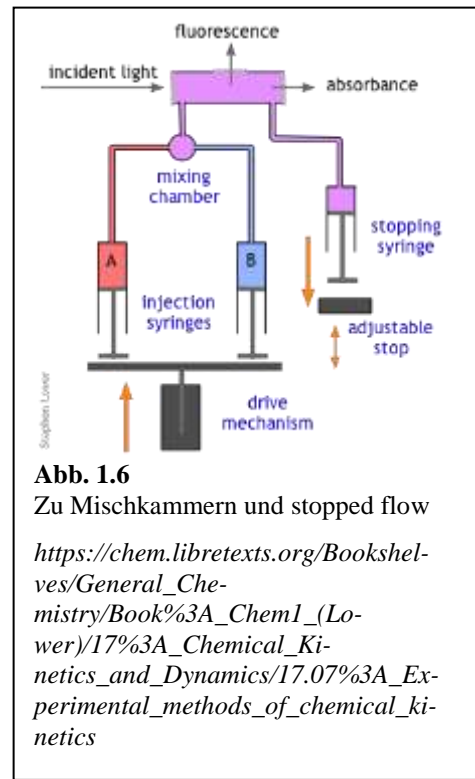 fluorescence
incident light
absorbance
mixing
chamber
stopping
syringe
A
B
injection
syringes
adjustable
stop
drive
mechanism
Stephen Lower
Abb. 1.6
Zu Mischkammern und stopped flow
https://chem.libretexts.org/Bookshel-
ves/General_Che-
mistry/Book%3A_Chem1_(Lo-
wer)/17%3A_Chemical_Ki-
netics_and_Dynamics/17.07%3A_Ex-
perimental_methods_of_chemical_ki-
netics